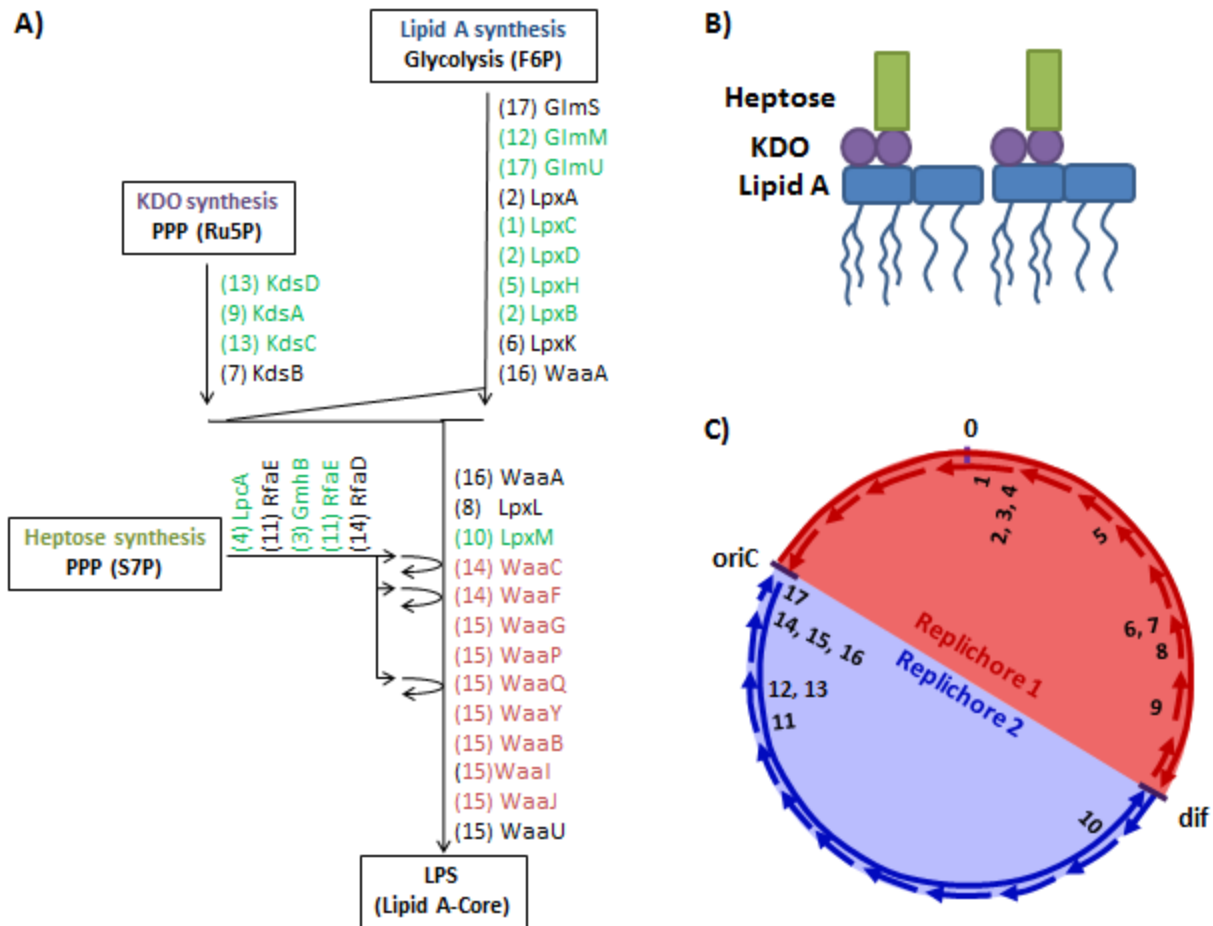 A)
Lipid A synthesis
Glycolysis (F6P)
(17) GlmS
(12) GlmM
(17) GlmU
(2) LpxA
(1) LpxC
(2) LpxD
(5) LpxH
(2) LpxB
(6) LpxK
(16) WaaA
KDO synthesis
PPP (Ru5P)
(13) KdsD
(9) KdsA
(13) KdsC
(7) KdsB
(4) LpcA
(11) RfaE
(3) GmhB
(11) RfaE
(14) RfaD
Heptose synthesis
PPP (S7P)
(16) WaaA
(8) LpxL
(10) LpxM
(14) WaaC
(14) WaaF
(15) WaaG
(15) WaaP
(15) WaaQ
(15) WaaY
(15) WaaB
(15)WaaI
(15) WaaJ
(15) WaaU
LPS
(Lipid A-Core)
B)
Heptose
KDO
Lipid A
C)
0
1
2, 3, 4
5
oriC
17
14, 15, 16
6, 7
8
Replichore 1
Replichore 2
12, 13
11
9
10
dif